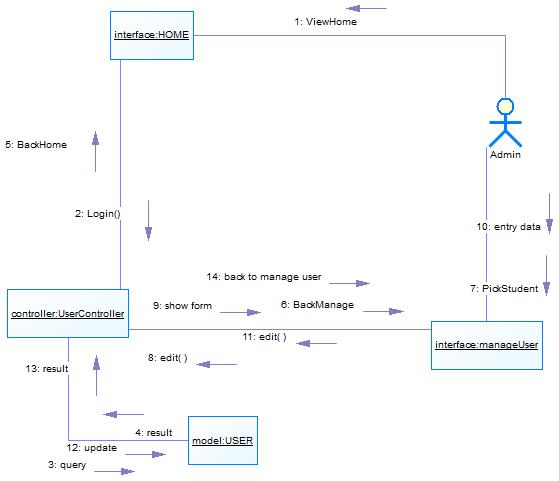 1: ViewHome
interface:HOME
5: BackHome
Admin
2: Login()
10: entry data
14: back to manage user
7: PickStudent
9: show form
6: BackManage
controller:UserController
11: edit( )
interface:manageUser
8: edit( )
13: result
4: result
model:USER
12: update
3: query